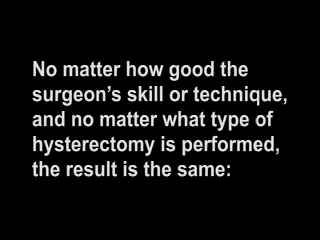 No matter how good the
surgeon’s skill or technique,
and no matter what type of
hysterectomy is performed,
the result is the same: